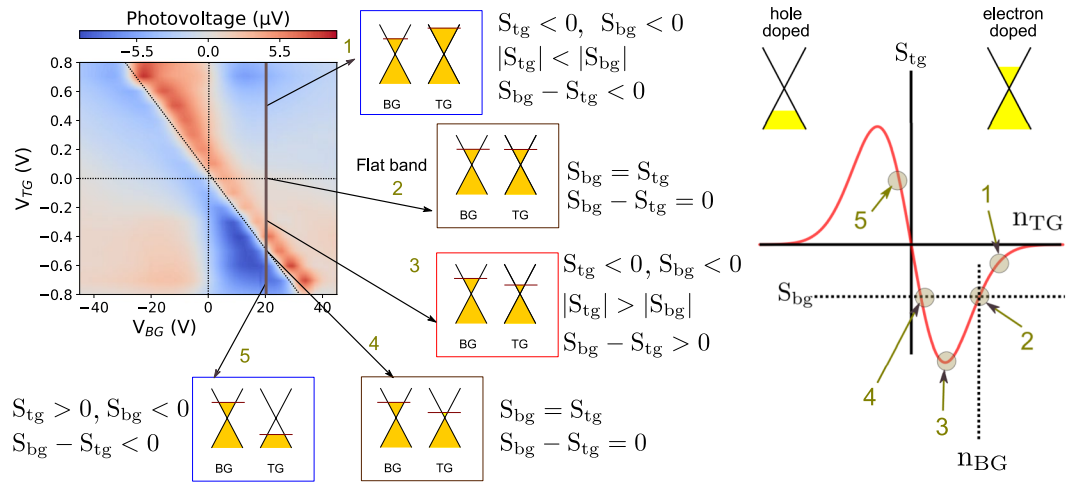 Photovoltage (μV)
−5.5 0.0 5.5
0.8
0.6
0.4
0.2
0.0
−0.2
−0.4
−0.6
−0.8
V_TG (V)
−40 −20 0 20 40
V_BG (V)
1
BG TG
S_tg < 0, S_bg < 0
|S_tg| < |S_bg|
S_bg − S_tg < 0
Flat band
2
BG TG
S_bg = S_tg
S_bg − S_tg = 0
3
BG TG
S_tg < 0, S_bg < 0
|S_tg| > |S_bg|
S_bg − S_tg > 0
4
BG TG
S_bg = S_tg
S_bg − S_tg = 0
5
S_tg > 0, S_bg < 0
S_bg − S_tg < 0
BG TG
hole
doped
S_tg
electron
doped
5
1
n_TG
S_bg
4
3
2
n_BG